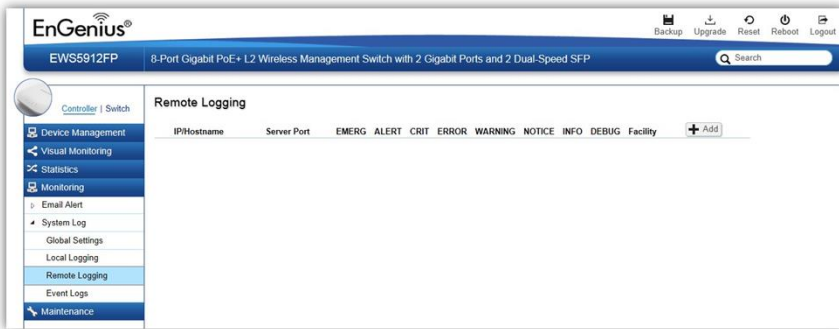 EnGenius®
Backup Upgrade Reset Reboot Logout
EWS5912FP 8-Port Gigabit PoE+ L2 Wireless Management Switch with 2 Gigabit Ports and 2 Dual-Speed SFP Search
Controller | Switch
Remote Logging
IP/Hostname Server Port EMERG ALERT CRIT ERROR WARNING NOTICE INFO DEBUG Facility Add
Device Management
Visual Monitoring
Statistics
Monitoring
Email Alert
System Log
Global Settings
Local Logging
Remote Logging
Event Logs
Maintenance